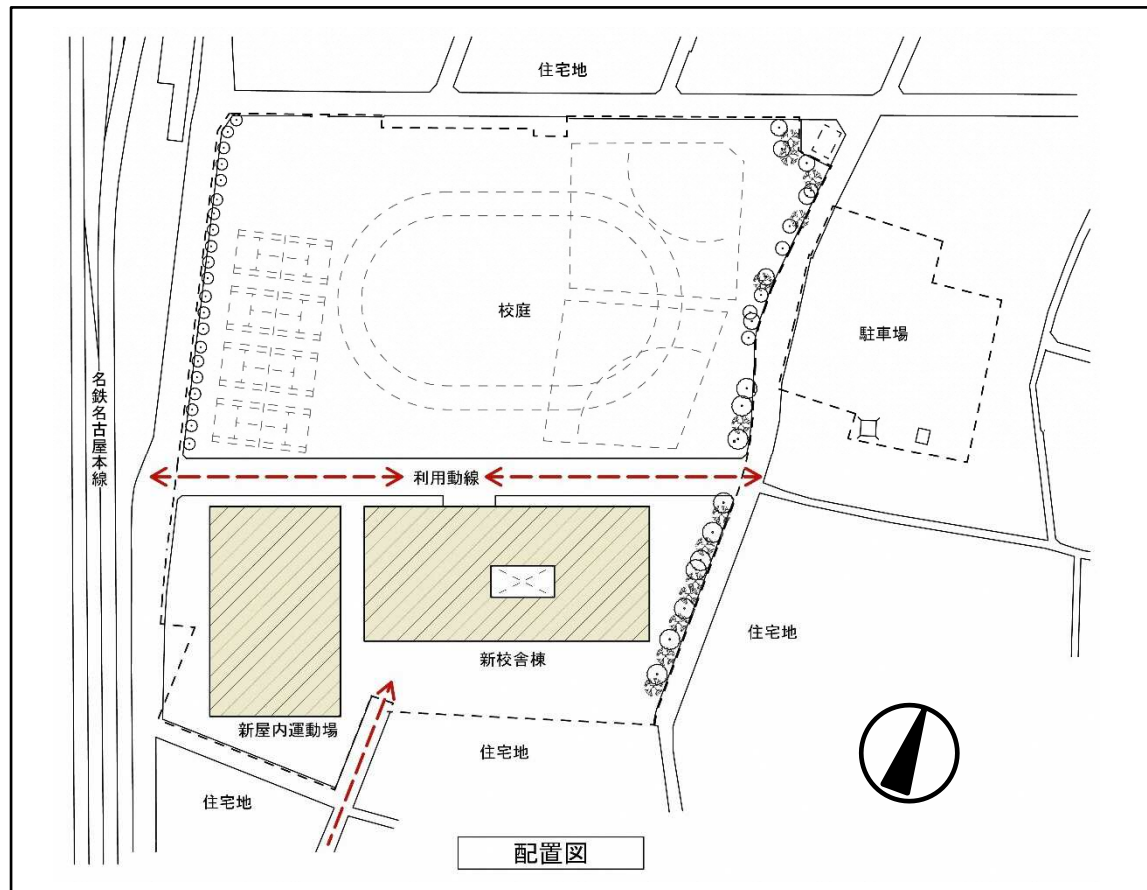 住宅地
校庭
駐車場
名鉄名古屋本線
利用動線
住宅地
新校舎棟
新屋内運動場
住宅地
住宅地
配置図